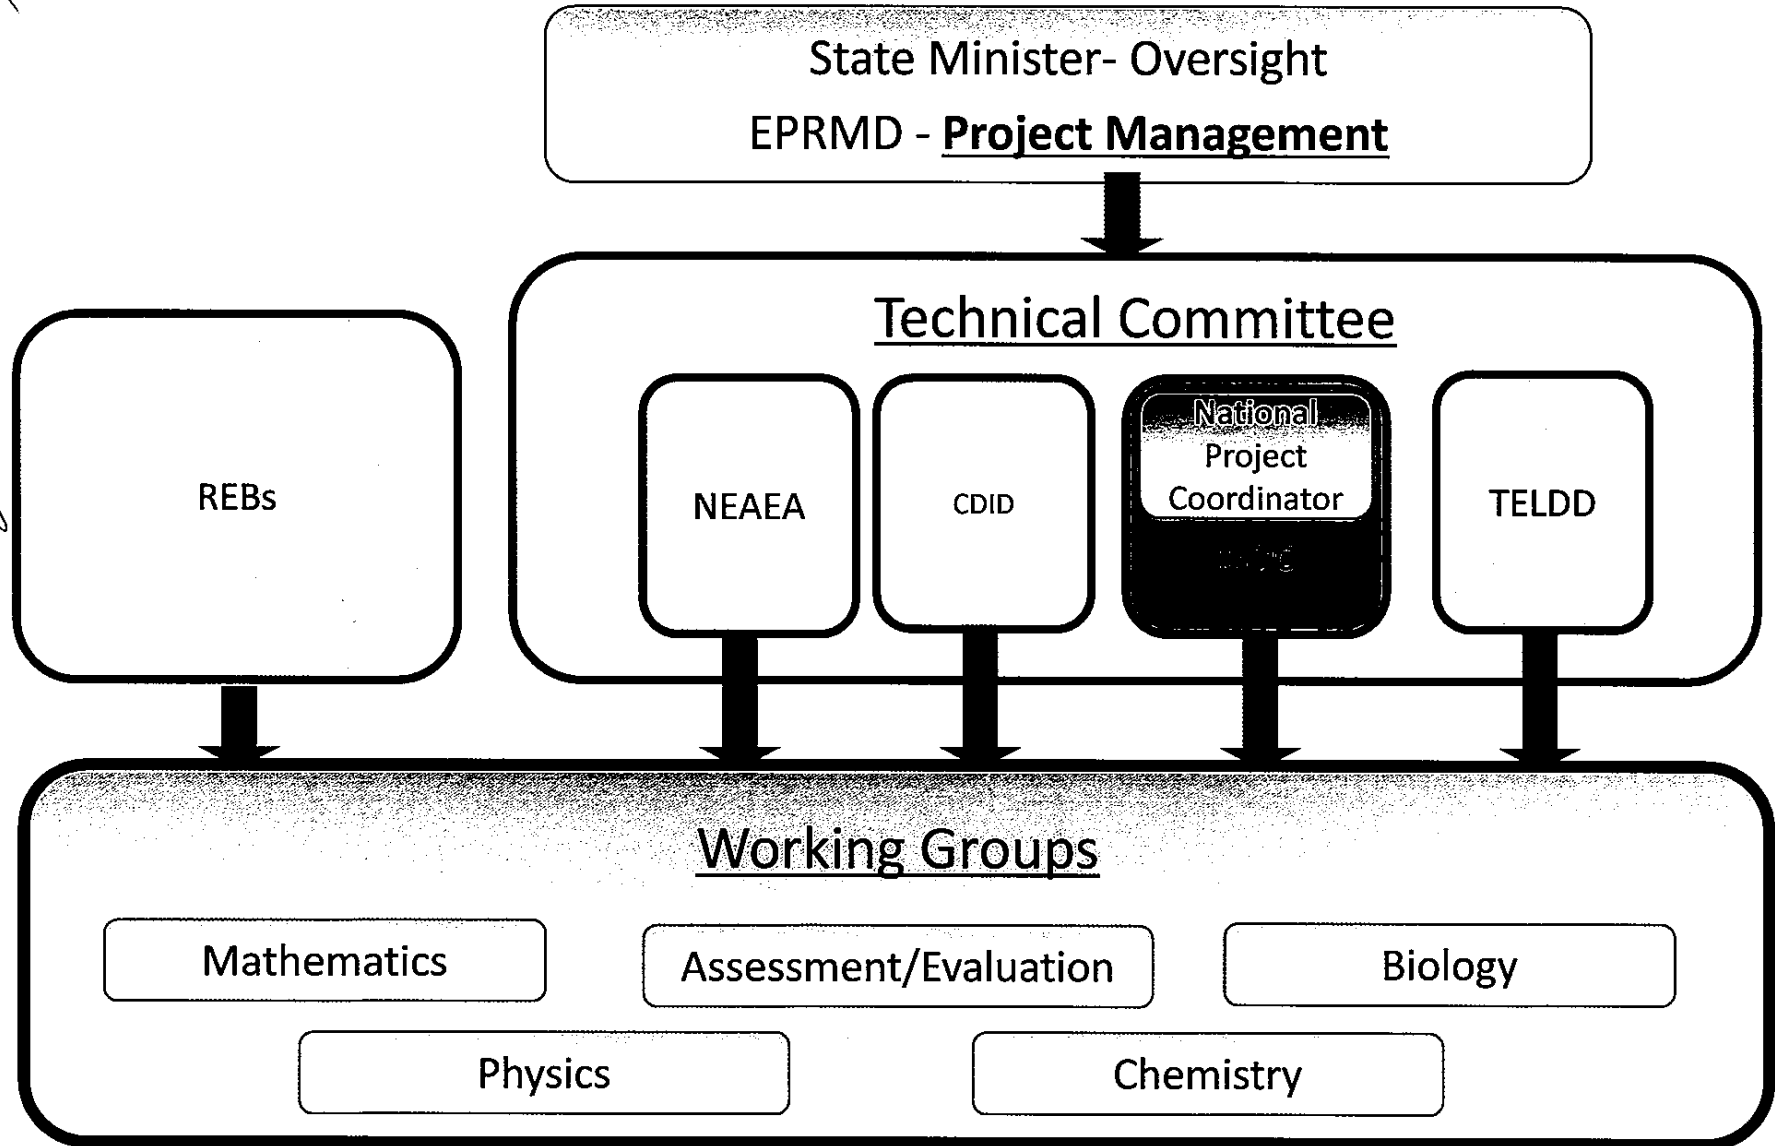 State Minister- Oversight
EPRMD - Project Management
Technical Committee
REBs
NEAEA
CDID
National
Project
Coordinator
TELDD
Working Groups
Mathematics
Assessment/Evaluation
Biology
Physics
Chemistry